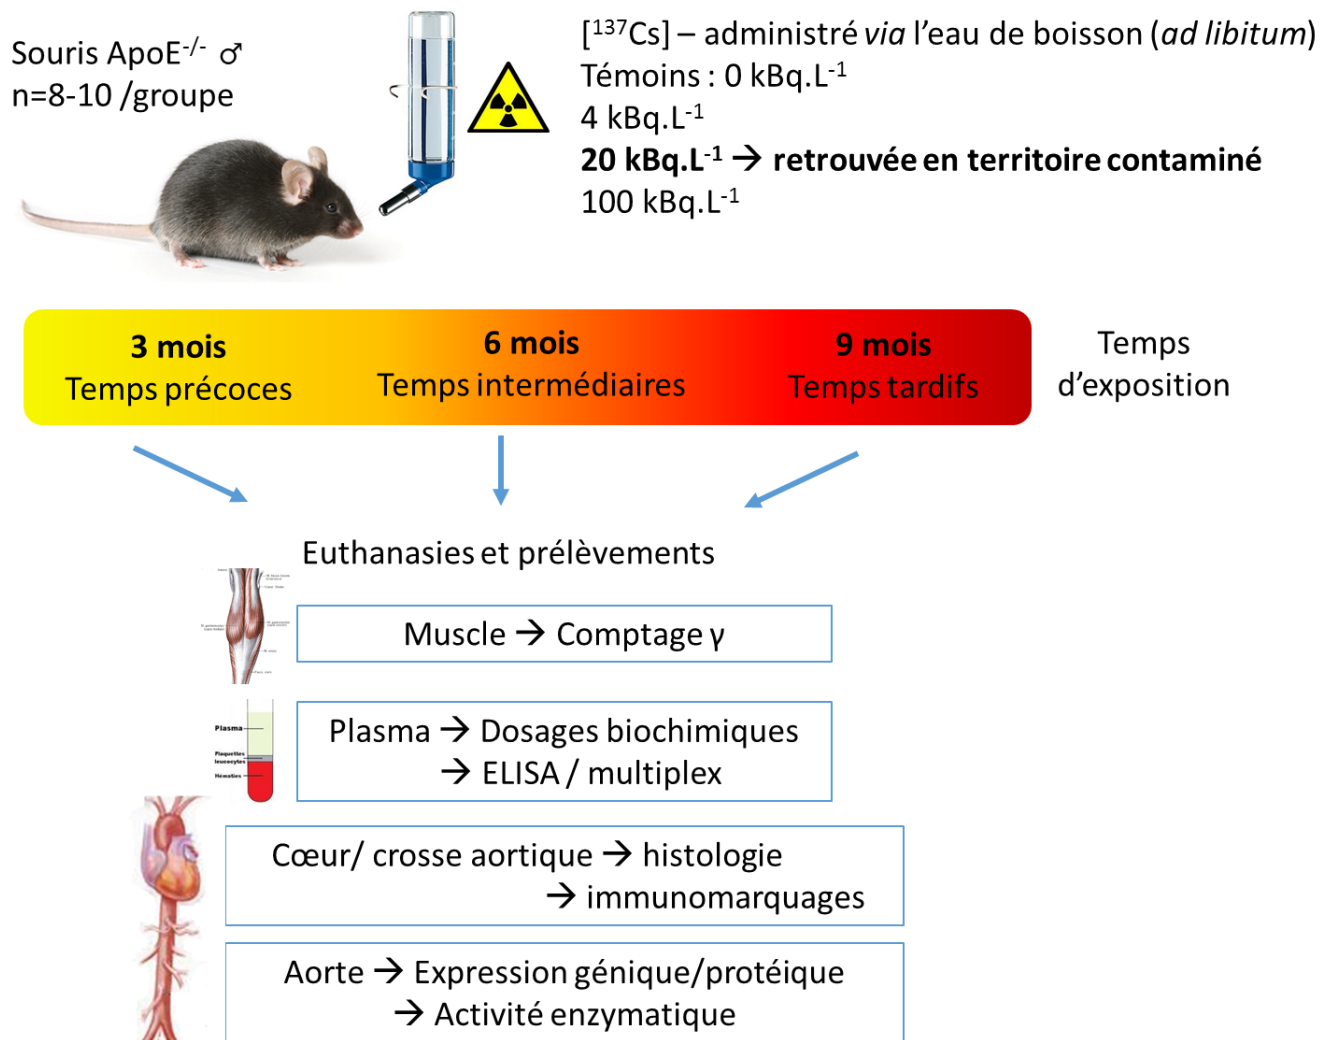 Souris ApoE-/- ♂
n=8-10 /groupe
[137Cs] – administré via l’eau de boisson (ad libitum)
Témoins : 0 kBq.L-1
4 kBq.L-1
20 kBq.L-1 → retrouvée en territoire contaminé
100 kBq.L-1
3 mois
Temps précoces
6 mois
Temps intermédiaires
9 mois
Temps tardifs
Temps
d’exposition
Euthanasies et prélèvements
Muscle → Comptage γ
Plasma
Plaquettes
leucocytes
Hématies
Plasma → Dosages biochimiques
→ ELISA / multiplex
Cœur/ crosse aortique → histologie
→ immunomarquages
Aorte → Expression génique/protéique
→ Activité enzymatique